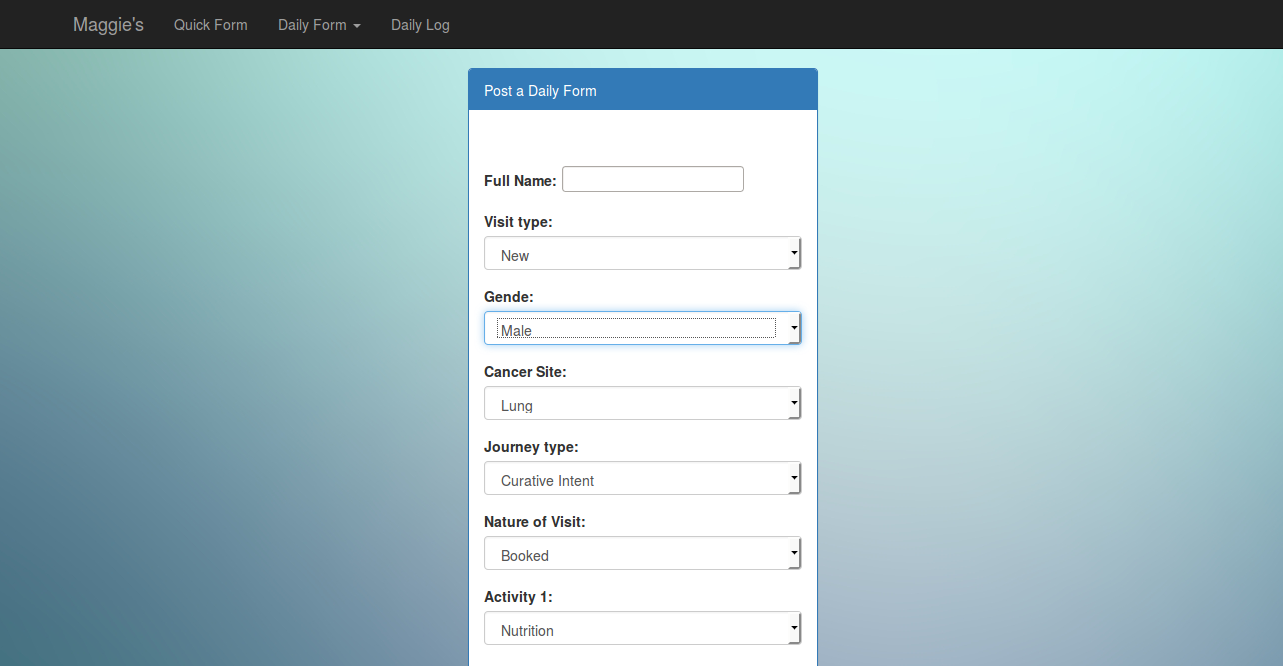 Maggie's Quick Form Daily Form Daily Log
Post a Daily Form
Full Name:
Visit type:
New
Gende:
Male
Cancer Site:
Lung
Journey type:
Curative Intent
Nature of Visit:
Booked
Activity 1:
Nutrition